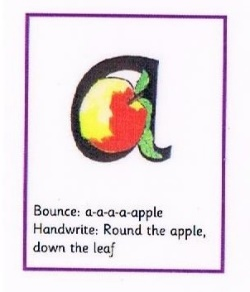 a
Bounce: a-a-a-a-apple
Handwrite: Round the apple,
down the leaf